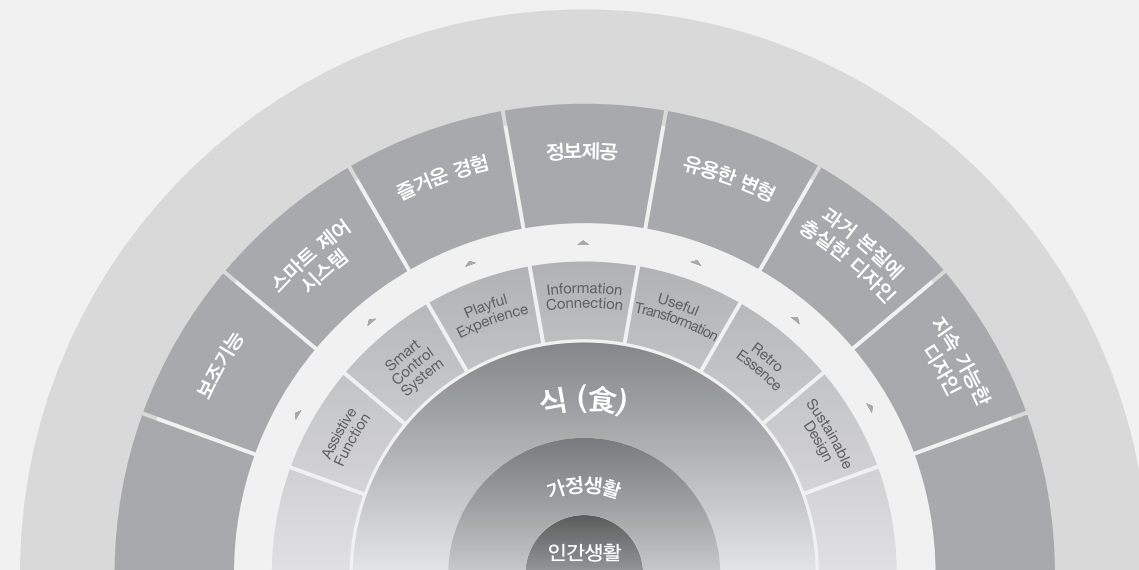 보조기능
스마트 제어
시스템
즐거운 경험
정보제공
유용한 변형
과거 본질에
충실한 디자인
지속 가능한
디자인
Assistive
Function
Smart
Control
System
Playful
Experience
Information
Connection
Useful
Transformation
Retro
Essence
Sustainable
Design
식 (食)
가정생활
인간생활